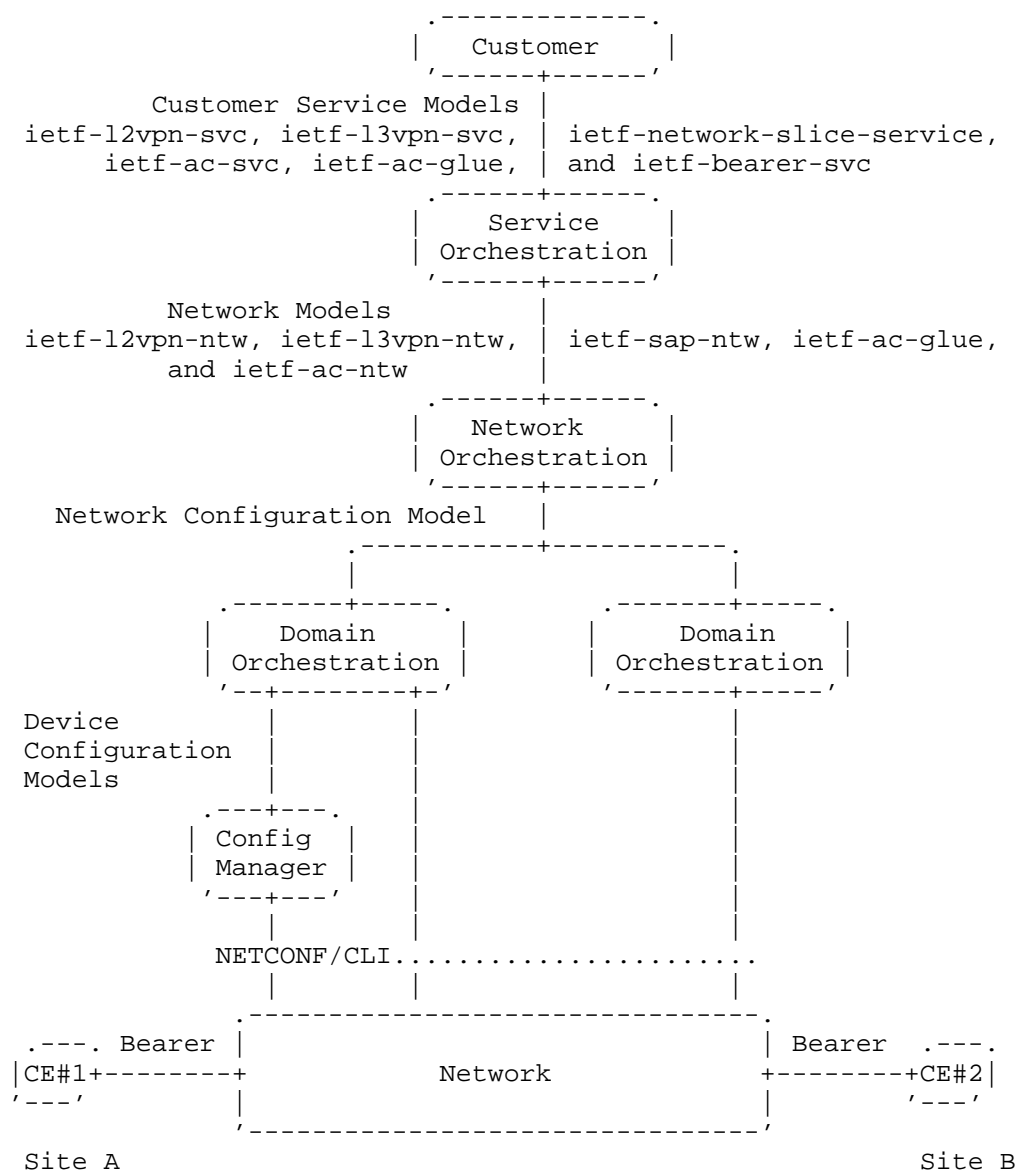 Customer
Customer Service Models
ietf-l2vpn-svc, ietf-l3vpn-svc, ietf-network-slice-service,
ietf-ac-svc, ietf-ac-glue, and ietf-bearer-svc
Service
Orchestration
Network Models
ietf-l2vpn-ntw, ietf-l3vpn-ntw, ietf-sap-ntw, ietf-ac-glue,
and ietf-ac-ntw
Network
Orchestration
Network Configuration Model
Domain Domain
Orchestration Orchestration
Device
Configuration
Models
Config
Manager
NETCONF/CLI.......................
Bearer Bearer
CE#1 Network CE#2
Site A Site B